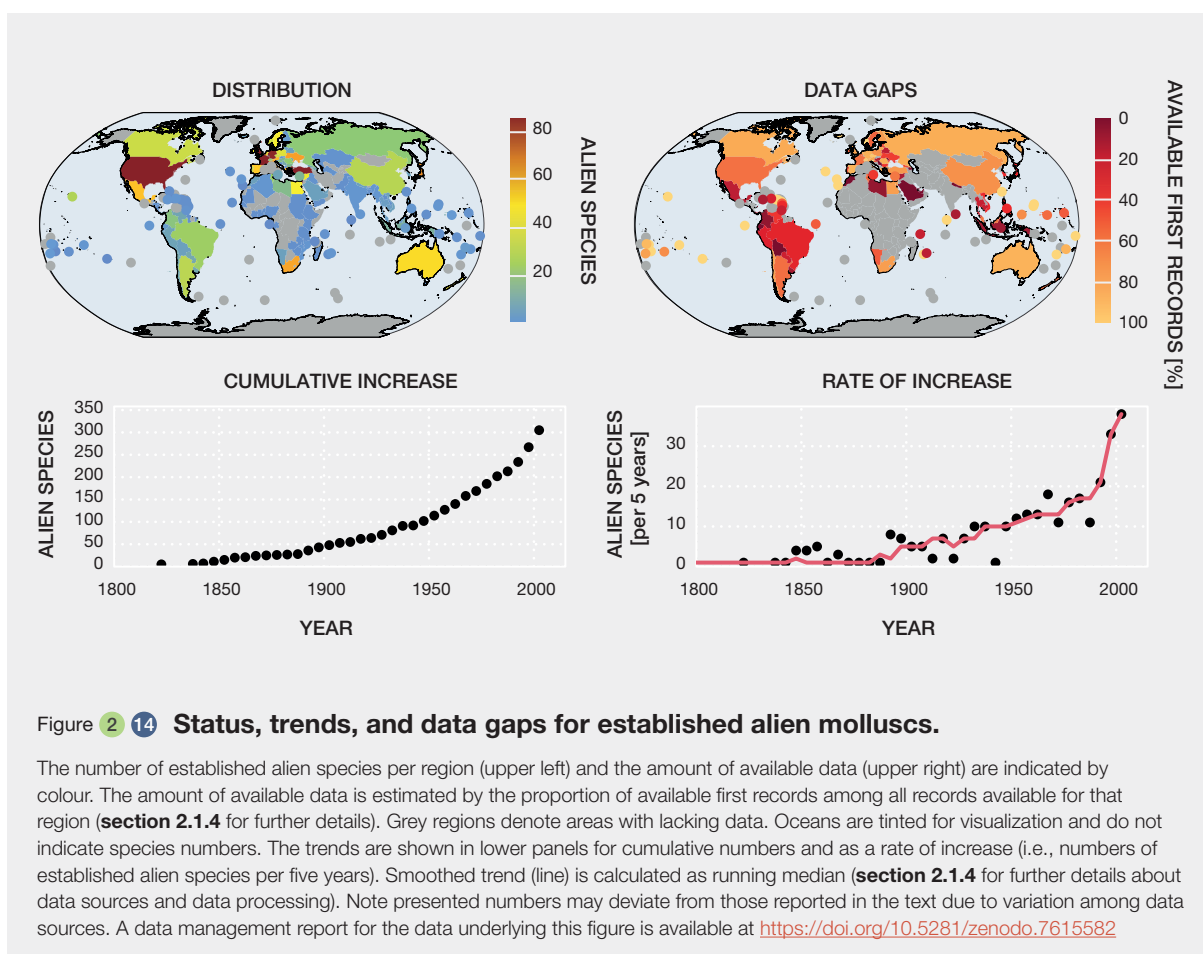 DISTRIBUTION
80
60
40
20
ALIEN SPECIES
DATA GAPS
0
20
40
60
80
100
AVAILABLE FIRST RECORDS [%]
CUMULATIVE INCREASE
ALIEN SPECIES
350
300
250
200
150
100
50
0
1800 1850 1900 1950 2000
YEAR
RATE OF INCREASE
ALIEN SPECIES
[per 5 years]
30
20
10
0
1800 1850 1900 1950 2000
YEAR
Figure 2 14 Status, trends, and data gaps for established alien molluscs.
The number of established alien species per region (upper left) and the amount of available data (upper right) are indicated by
colour. The amount of available data is estimated by the proportion of available first records among all records available for that
region (section 2.1.4 for further details). Grey regions denote areas with lacking data. Oceans are tinted for visualization and do not
indicate species numbers. The trends are shown in lower panels for cumulative numbers and as a rate of increase (i.e., numbers of
established alien species per five years). Smoothed trend (line) is calculated as running median (section 2.1.4 for further details about
data sources and data processing). Note presented numbers may deviate from those reported in the text due to variation among data
sources. A data management report for the data underlying this figure is available at https://doi.org/10.5281/zenodo.7615582